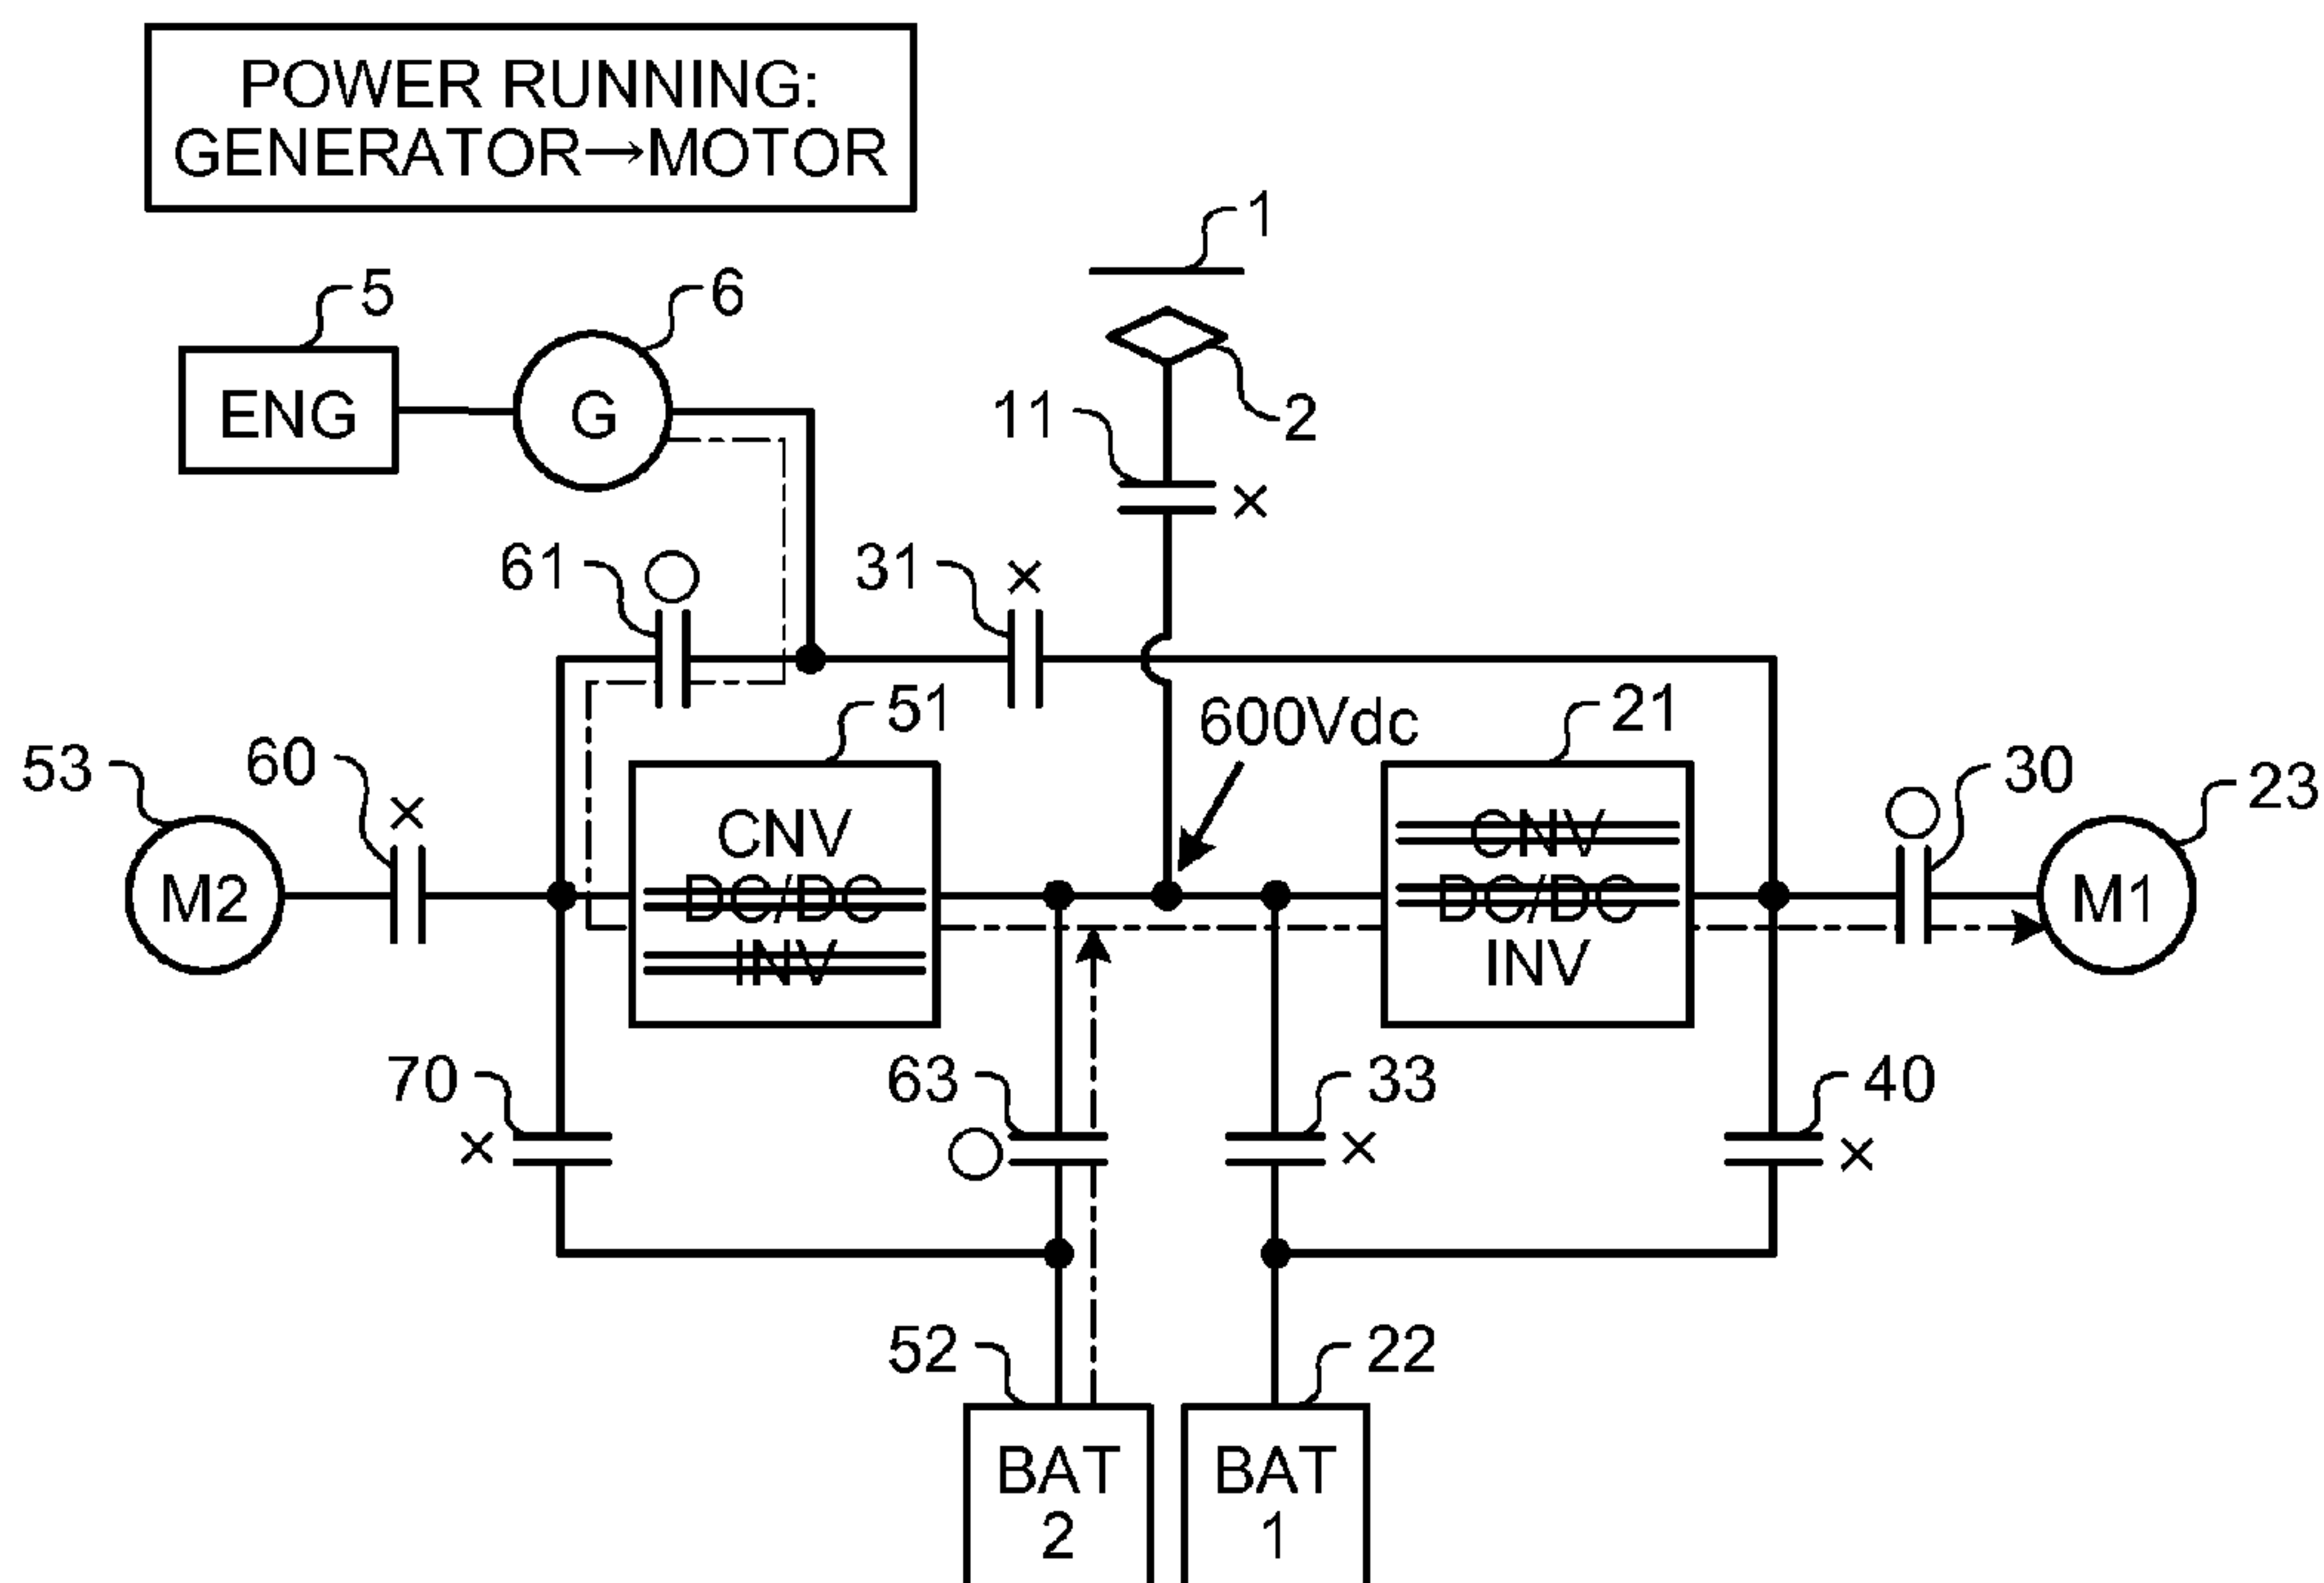 POWER RUNNING:
GENERATOR→MOTOR
1
5
6
ENG
G
11
2
×
61
○
31
×
51
600Vdc
21
53
60
×
30
○
23
M2
CNV
DC/DC
INV
CNV
DC/DC
INV
M1
70
×
63
○
33
×
40
×
52
22
BAT
2
BAT
1